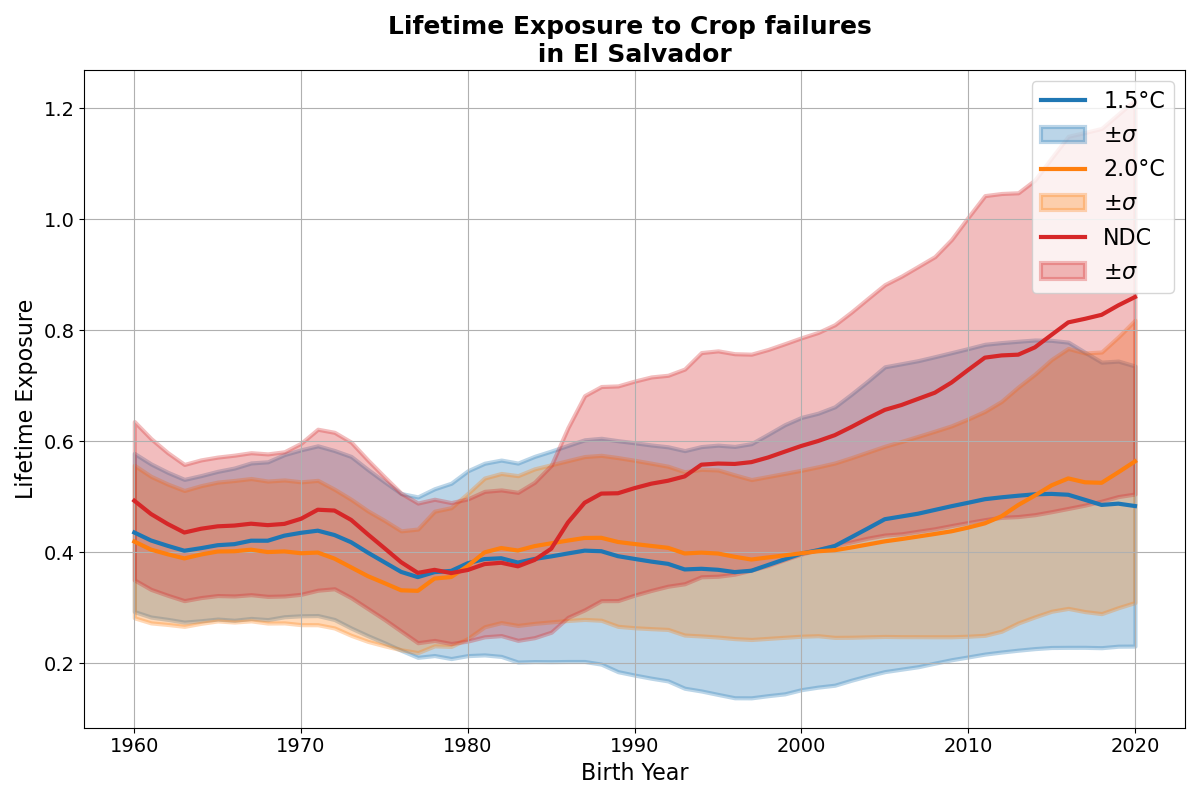 Lifetime Exposure to Crop failures
in El Salvador
Lifetime Exposure
1.2
1.0
0.8
0.6
0.4
0.2
1960
1970
1980
1990
2000
2010
2020
Birth Year
1.5°C
±σ
2.0°C
±σ
NDC
±σ